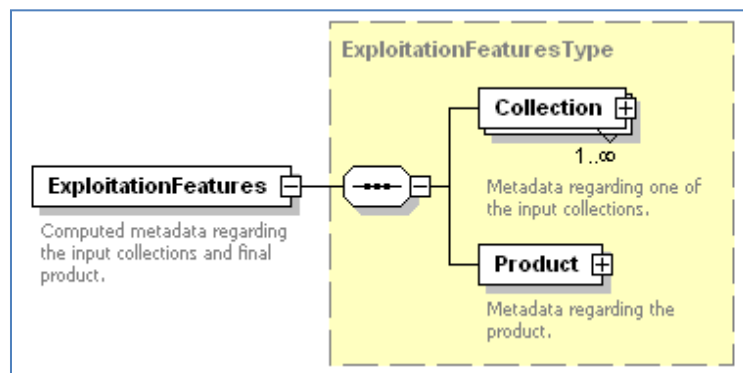 ExploitationFeaturesType
Collection
1..∞
Metadata regarding one of
the input collections.
ExploitationFeatures
Computed metadata regarding
the input collections and final
product.
Product
Metadata regarding the
product.